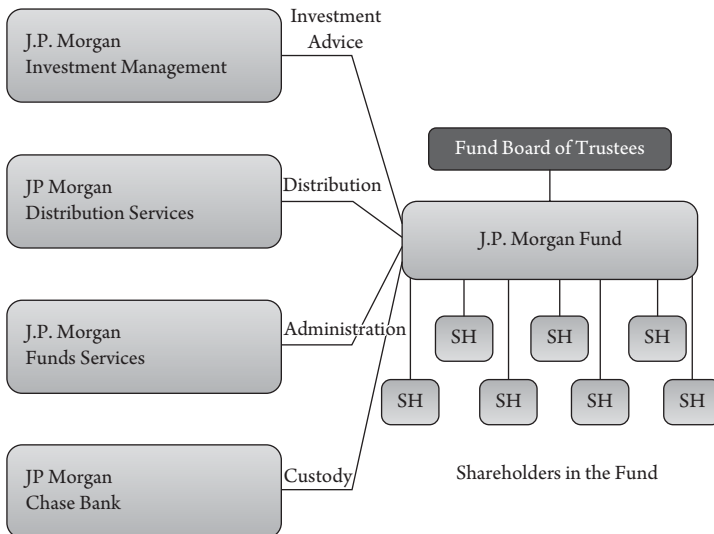 J.P. Morgan
Investment Management
Investment
Advice
JP Morgan
Distribution Services
Distribution
J.P. Morgan
Funds Services
Administration
JP Morgan
Chase Bank
Custody
Fund Board of Trustees
J.P. Morgan Fund
SH
SH
SH
SH
SH
SH
SH
Shareholders in the Fund